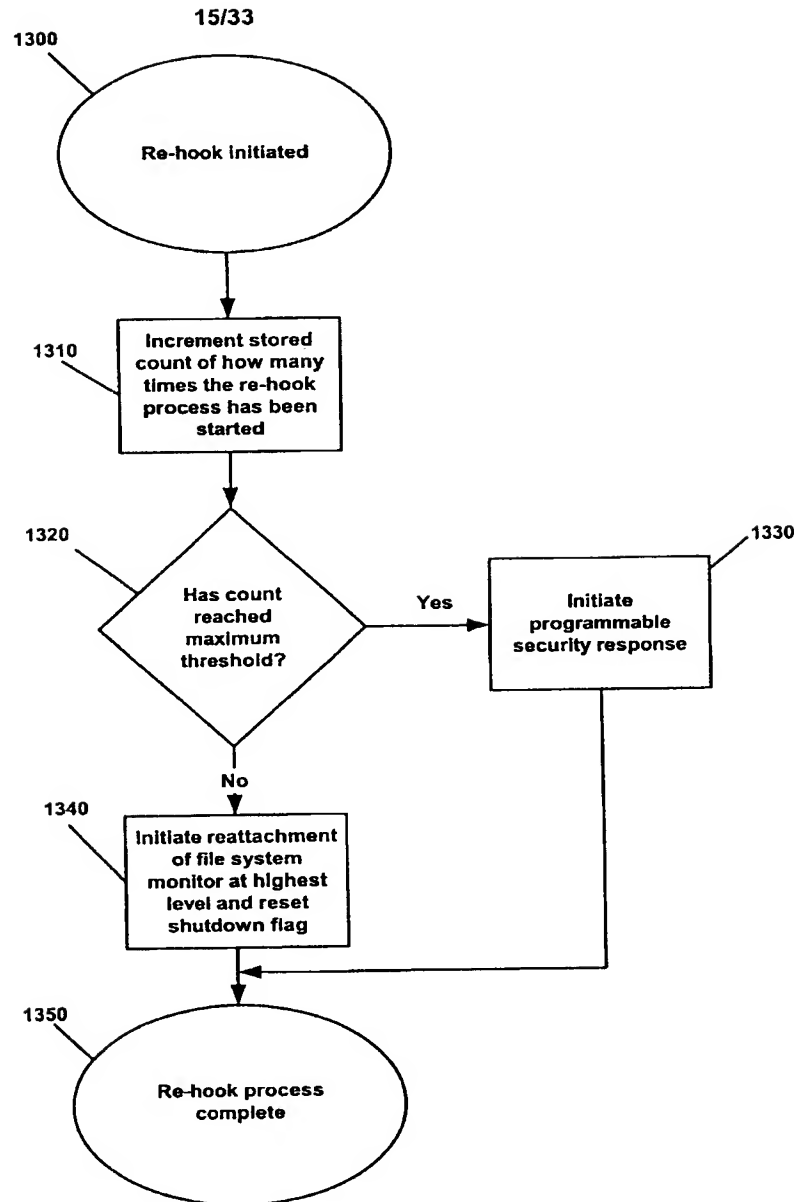 15/33
1300
Re-hook initiated
1310
Increment stored
count of how many
times the re-hook
process has been
started
1320
Has count
reached
maximum
threshold?
Yes
1330
Initiate
programmable
security response
No
1340
Initiate reattachment
of file system
monitor at highest
level and reset
shutdown flag
1350
Re-hook process
complete